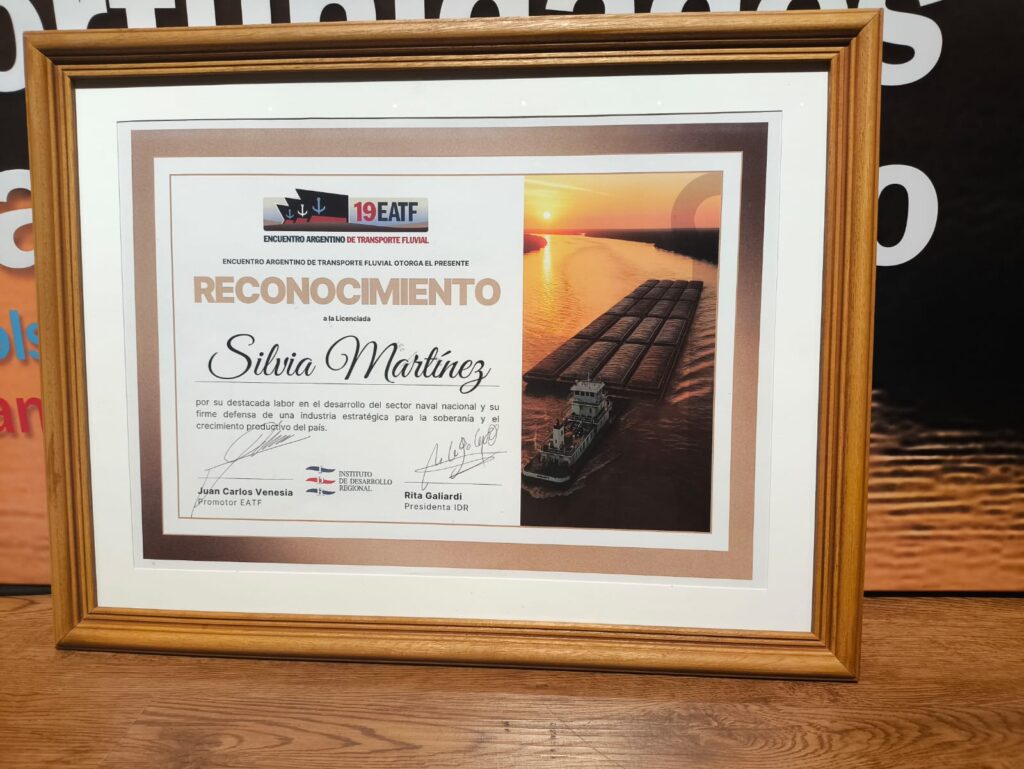 19EATF
ENCUENTRO ARGENTINO DE TRANSPORTE FLUVIAL
ENCUENTRO ARGENTINO DE TRANSPORTE FLUVIAL OTORGA EL PRESENTE
RECONOCIMIENTO
a la Licenciada
Silvia Martínez
por su destacada labor en el desarrollo del sector naval nacional y su
firme defensa de una industria estratégica para la soberanía y el
crecimiento productivo del país.
INSTITUTO
DE DESARROLLO
REGIONAL
Juan Carlos Venesia
Promotor EATF
Rita Galiardi
Presidenta IDR